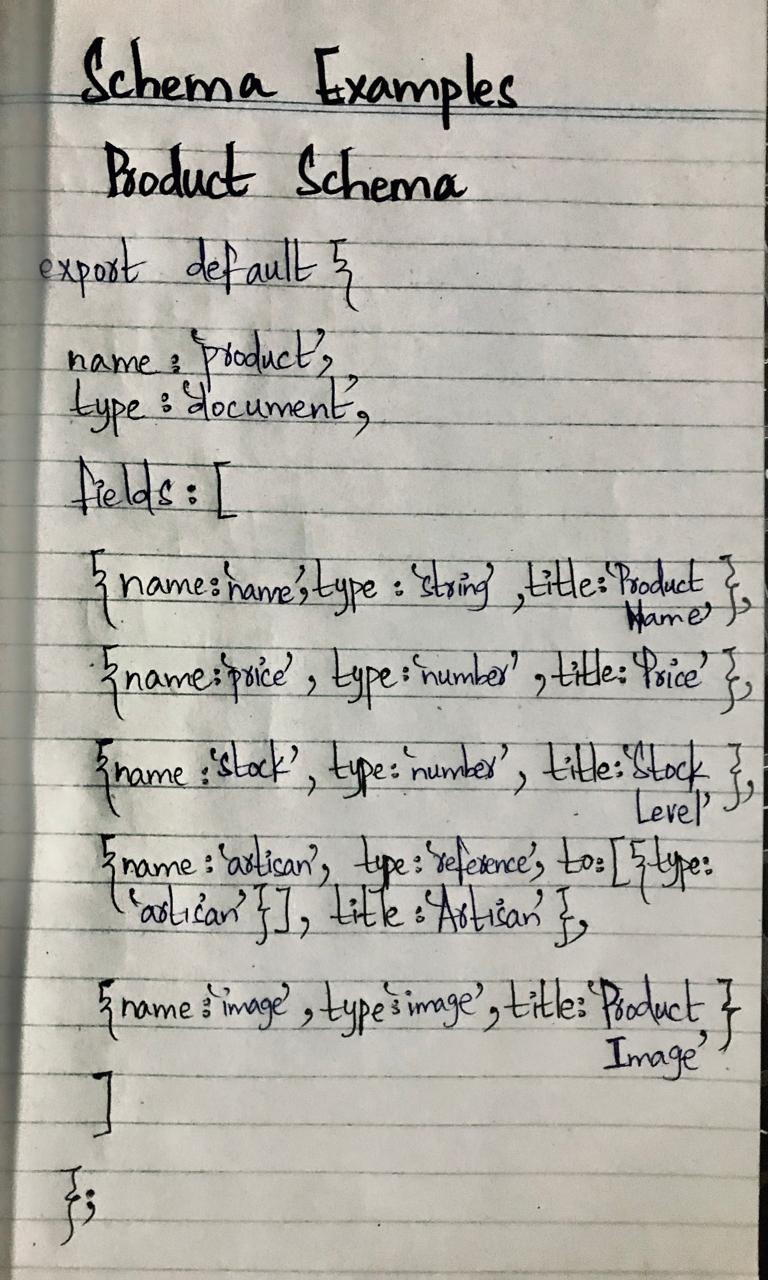 Schema Examples
Product Schema
export default {
name: 'product',
type: 'document',
fields: [
{name:'name', type: 'string', title:'Product
Name' },
{name:'price', type:'number', title:'Price' },
{name:'stock', type:'number', title:'Stock
Level' },
{name:'artisan', type:'reference', to:[{type:
'artisan'}], title:'Artisan' },
{name:'image', type:'image', title:'Product
Image' }
]
};